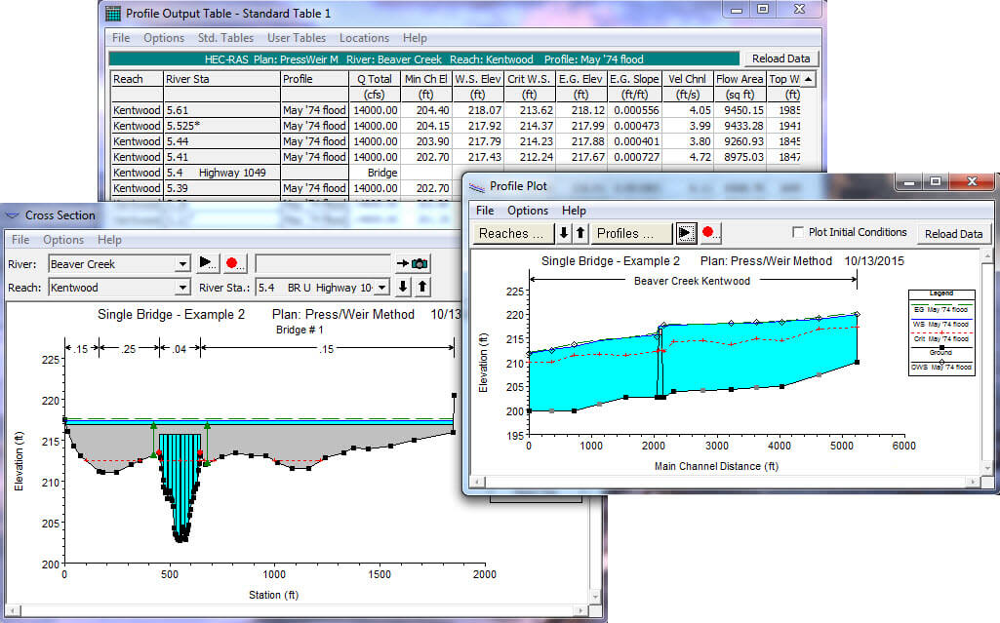 Profile Output Table - Standard Table 1
File Options Std. Tables User Tables Locations Help
HEC-RAS Plan: PressWeir M River: Beaver Creek Reach: Kentwood Profile: May '74 flood
Reload Data
Reach River Sta Profile Q Total Min Ch El W.S. Elev Crit W.S. E.G. Elev E.G. Slope Vel Chnl Flow Area Top W
(cfs) (ft) (ft) (ft) (ft) (ft/ft) (ft/s) (sq ft) (ft)
Kentwood 5.61 May '74 flood 14000.00 204.40 218.07 213.62 218.12 0.000556 4.05 9450.15 1985
Kentwood 5.525* May '74 flood 14000.00 204.15 217.92 214.37 217.99 0.000473 3.99 9433.28 1941
Kentwood 5.44 May '74 flood 14000.00 203.90 217.79 214.23 217.88 0.000401 3.80 9260.93 1845
Kentwood 5.41 May '74 flood 14000.00 202.70 217.43 212.24 217.67 0.000727 4.72 8975.03 1847
Kentwood 5.4 Highway 1049 Bridge
Kentwood 5.39 May '74 flood 14000.00 202.70
Profile Plot
File Options Help
Reaches ... Profiles ... Plot Initial Conditions Reload Data
Single Bridge - Example 2 Plan: Press/Weir Method 10/13/2015
Beaver Creek Kentwood
Legend
EG May '74 flood
WS May '74 flood
Crit May '74 flood
Ground
OWS May '74 flood
Elevation (ft)
225
220
215
210
205
200
195
0 1000 2000 3000 4000 5000 6000
Main Channel Distance (ft)
Cross Section
File Options Help
River: Beaver Creek
Reach: Kentwood River Sta.: 5.4 BR U Highway 10
Single Bridge - Example 2 Plan: Press/Weir Method 10/13
Bridge # 1
.15 .25 .04 .15
Elevation (ft)
225
220
215
210
205
200
0 500 1000 1500 2000
Station (ft)